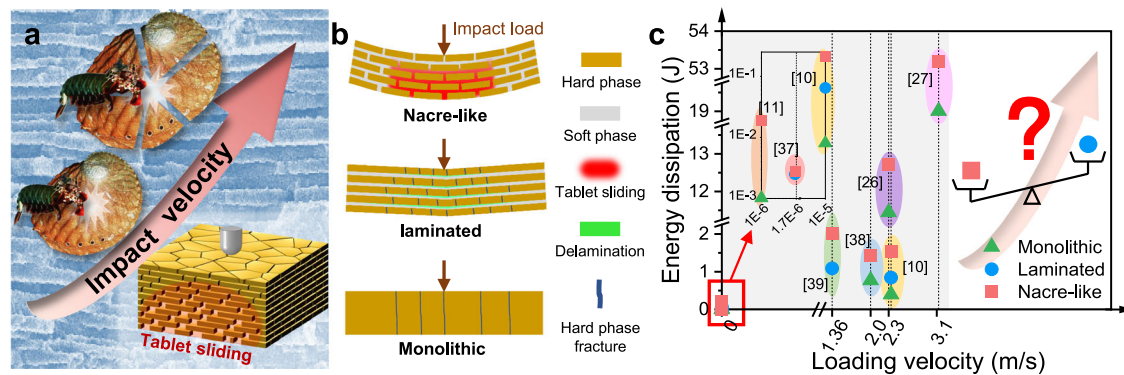 a
Impact velocity
Tablet sliding
b
Impact load
Nacre-like
laminated
Monolithic
Hard phase
Soft phase
Tablet sliding
Delamination
Hard phase
fracture
c
Energy dissipation (J)
54
53
19
13
12
2
1
0
1E-1
1E-2
1E-3
1E-6
1.7E-6
1E-5
[11]
[37]
[10]
[39]
[38]
[26]
[10]
[27]
?
Monolithic
Laminated
Nacre-like
0
1.36
2.0
2.3
3.1
Loading velocity (m/s)